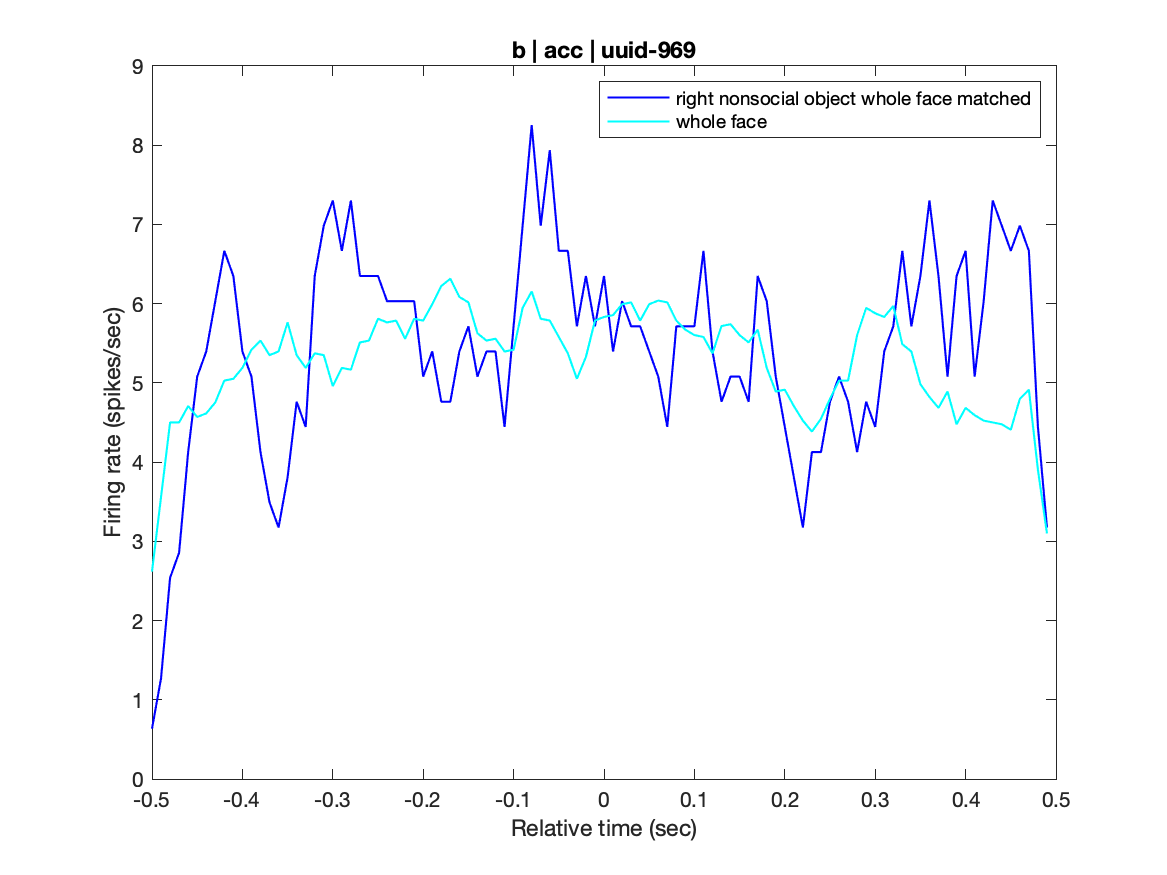 b | acc | uuid-969
right nonsocial object whole face matched
whole face
Firing rate (spikes/sec)
9
8
7
6
5
4
3
2
1
0
-0.5 -0.4 -0.3 -0.2 -0.1 0 0.1 0.2 0.3 0.4 0.5
Relative time (sec)